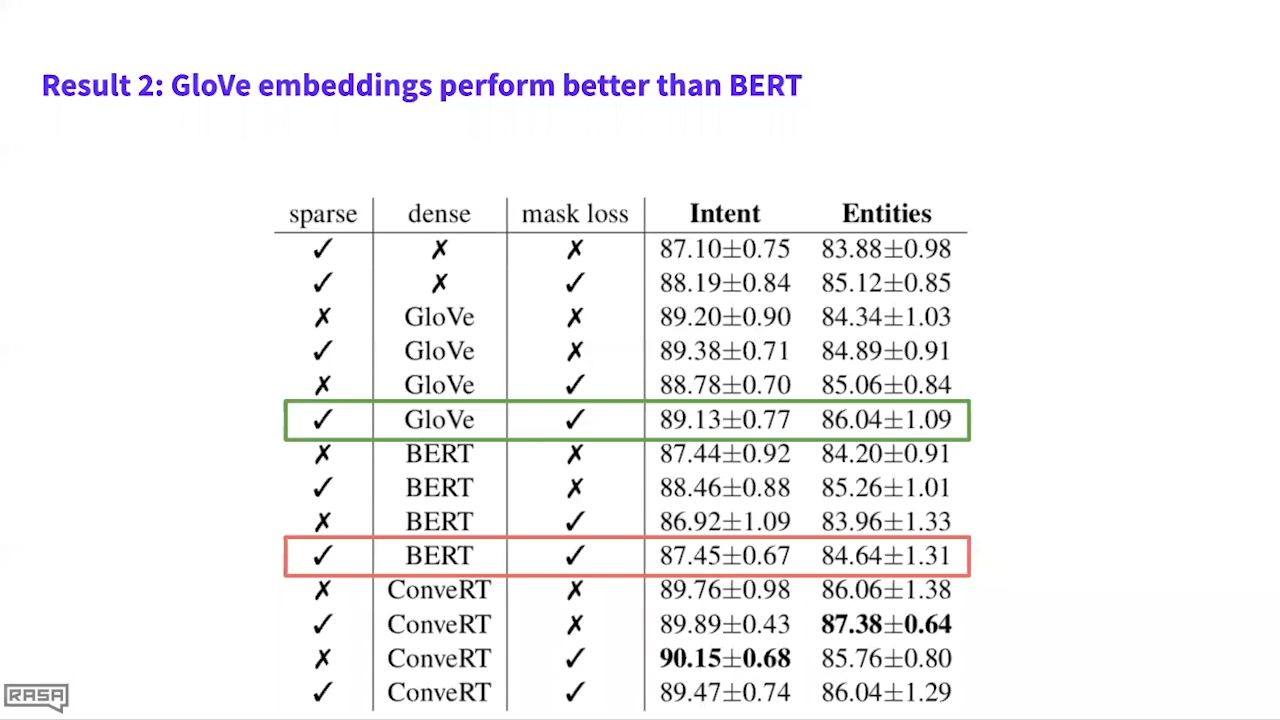 Result 2: GloVe embeddings perform better than BERT
sparse dense mask loss Intent Entities
✓ ✗ ✗ 87.10±0.75 83.88±0.98
✓ ✗ ✓ 88.19±0.84 85.12±0.85
✗ GloVe ✗ 89.20±0.90 84.34±1.03
✓ GloVe ✗ 89.38±0.71 84.89±0.91
✗ GloVe ✓ 88.78±0.70 85.06±0.84
✓ GloVe ✓ 89.13±0.77 86.04±1.09
✗ BERT ✗ 87.44±0.92 84.20±0.91
✓ BERT ✗ 88.46±0.88 85.26±1.01
✗ BERT ✓ 86.92±1.09 83.96±1.33
✓ BERT ✓ 87.45±0.67 84.64±1.31
✗ ConveRT ✗ 89.76±0.98 86.06±1.38
✓ ConveRT ✗ 89.89±0.43 87.38±0.64
✗ ConveRT ✓ 90.15±0.68 85.76±0.80
✓ ConveRT ✓ 89.47±0.74 86.04±1.29
RASA